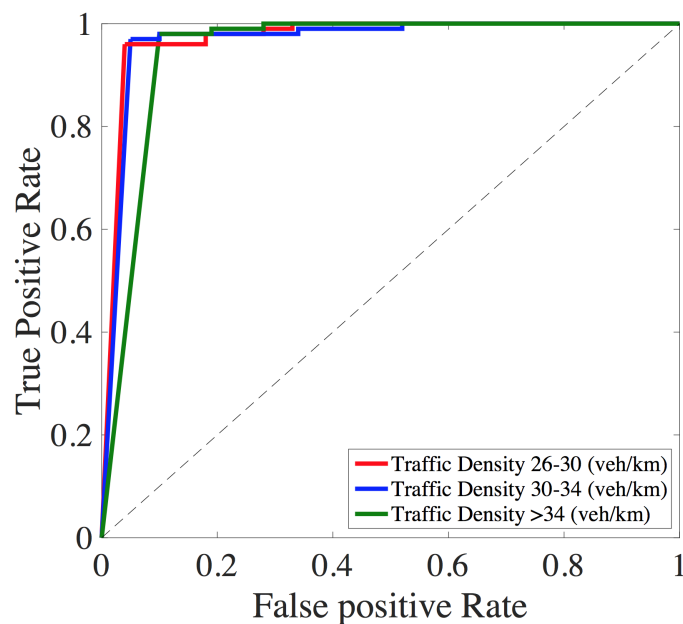 1
0.8
0.6
0.4
0.2
0
True Positive Rate
Traffic Density 26-30 (veh/km)
Traffic Density 30-34 (veh/km)
Traffic Density >34 (veh/km)
0 0.2 0.4 0.6 0.8 1
False positive Rate